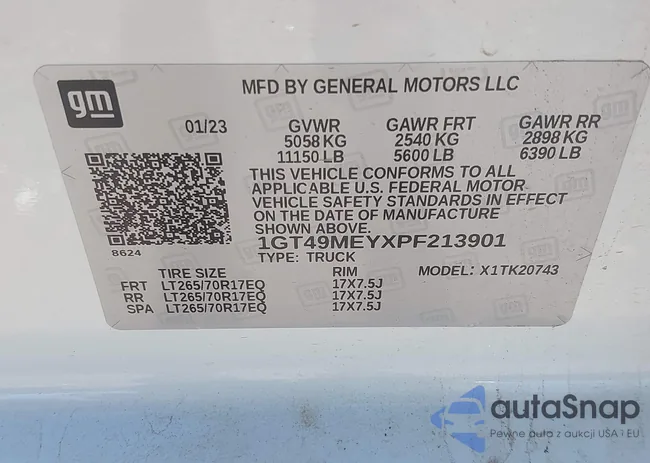 gm
MFD BY GENERAL MOTORS LLC
01/23 GVWR GAWR FRT GAWR RR
5058 KG 2540 KG 2898 KG
11150 LB 5600 LB 6390 LB
THIS VEHICLE CONFORMS TO ALL
APPLICABLE U.S. FEDERAL MOTOR
VEHICLE SAFETY STANDARDS IN EFFECT
ON THE DATE OF MANUFACTURE
SHOWN ABOVE.
1GT49MEYXPF213901
8624
TYPE: TRUCK
MODEL: X1TK20743
TIRE SIZE RIM
FRT LT265/70R17EQ 17X7.5J
RR LT265/70R17EQ 17X7.5J
SPA LT265/70R17EQ 17X7.5J
autaSnap
Pewne auta z aukcji USA i EU